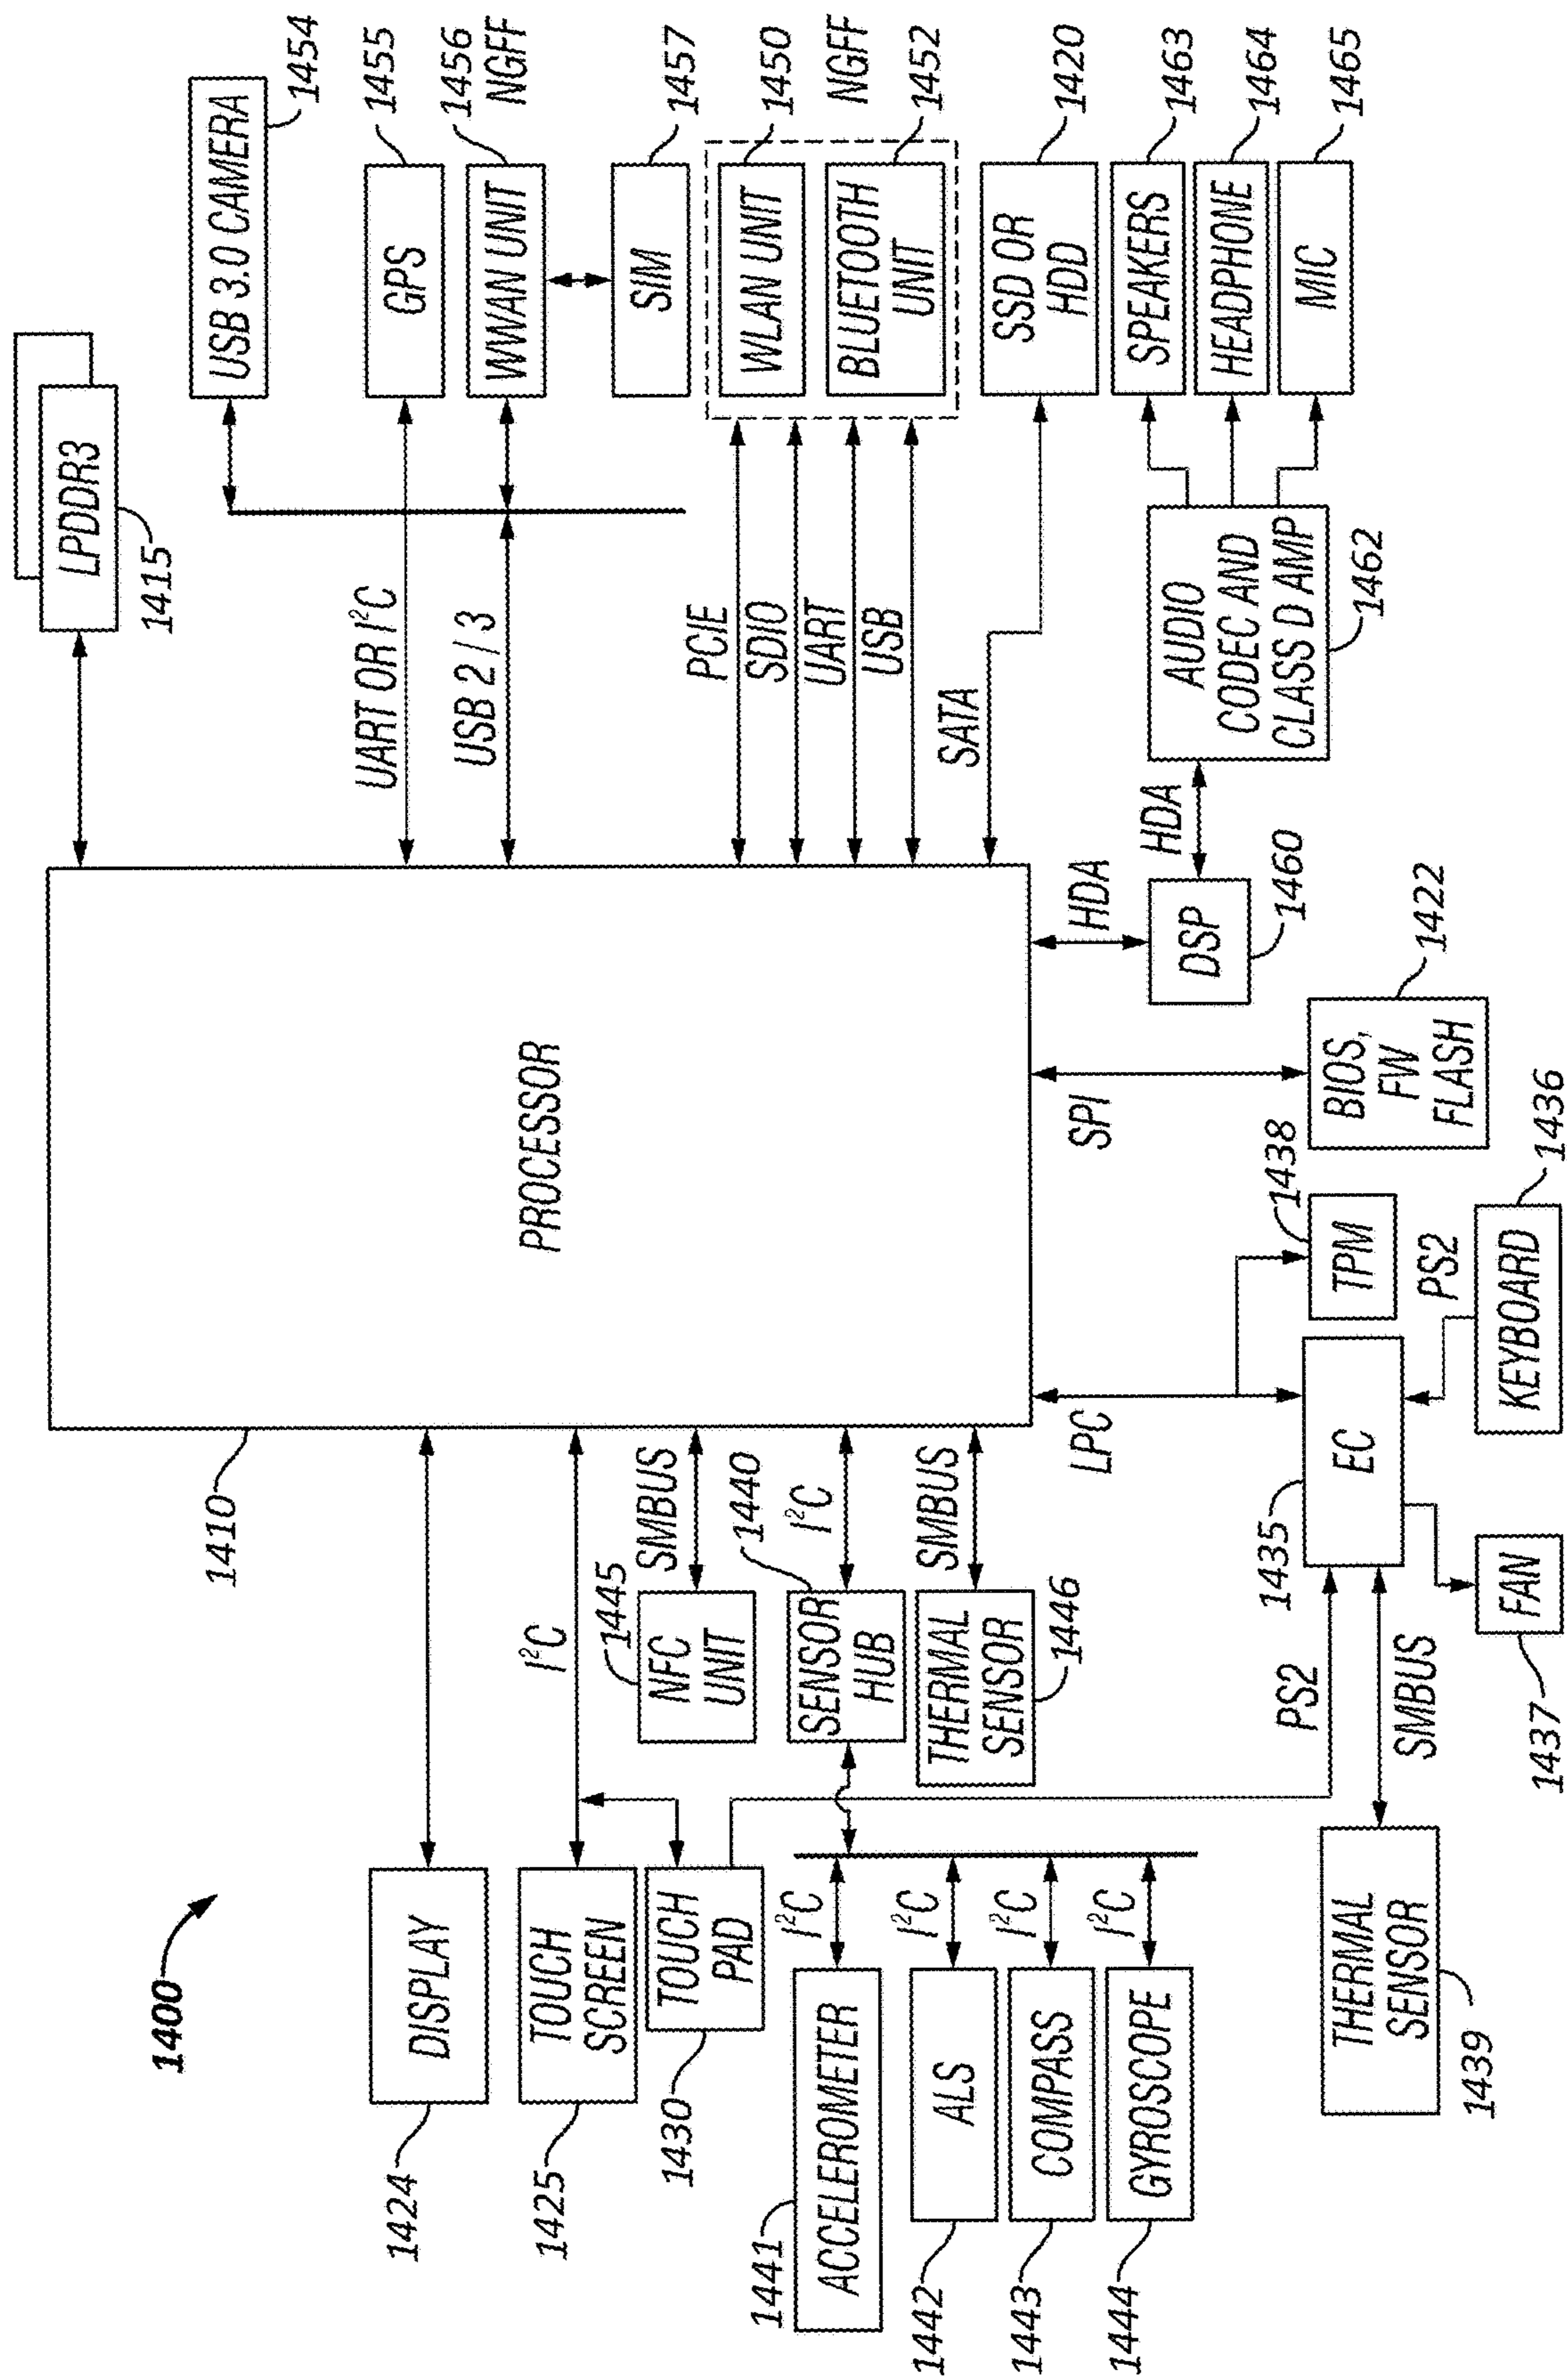 1400
1410
PROCESSOR
LPDDR3
1415
USB 3.0 CAMERA
1454
UART OR I²C
GPS
1455
USB 2 / 3
WWAN UNIT
1456
NGFF
SIM
1457
PCIE
SDIO
UART
USB
WLAN UNIT
1450
NGFF
BLUETOOTH
UNIT
1452
SATA
SSD OR
HDD
1420
HDA
DSP
1460
HDA
AUDIO
CODEC AND
CLASS D AMP
1462
SPEAKERS
1463
HEADPHONE
1464
MIC
1465
DISPLAY
1424
I²C
TOUCH
SCREEN
1425
TOUCH
PAD
1430
SMBUS
1445
NFC
UNIT
1440
I²C
SENSOR
HUB
SMBUS
THERMAL
SENSOR
1446
I²C
ACCELEROMETER
1441
I²C
ALS
1442
I²C
COMPASS
1443
I²C
GYROSCOPE
1444
PS2
SMBUS
THERMAL
SENSOR
1439
LPC
1435
EC
FAN
1437
1438
TPM
PS2
KEYBOARD
1436
SPI
BIOS,
FW
FLASH
1422